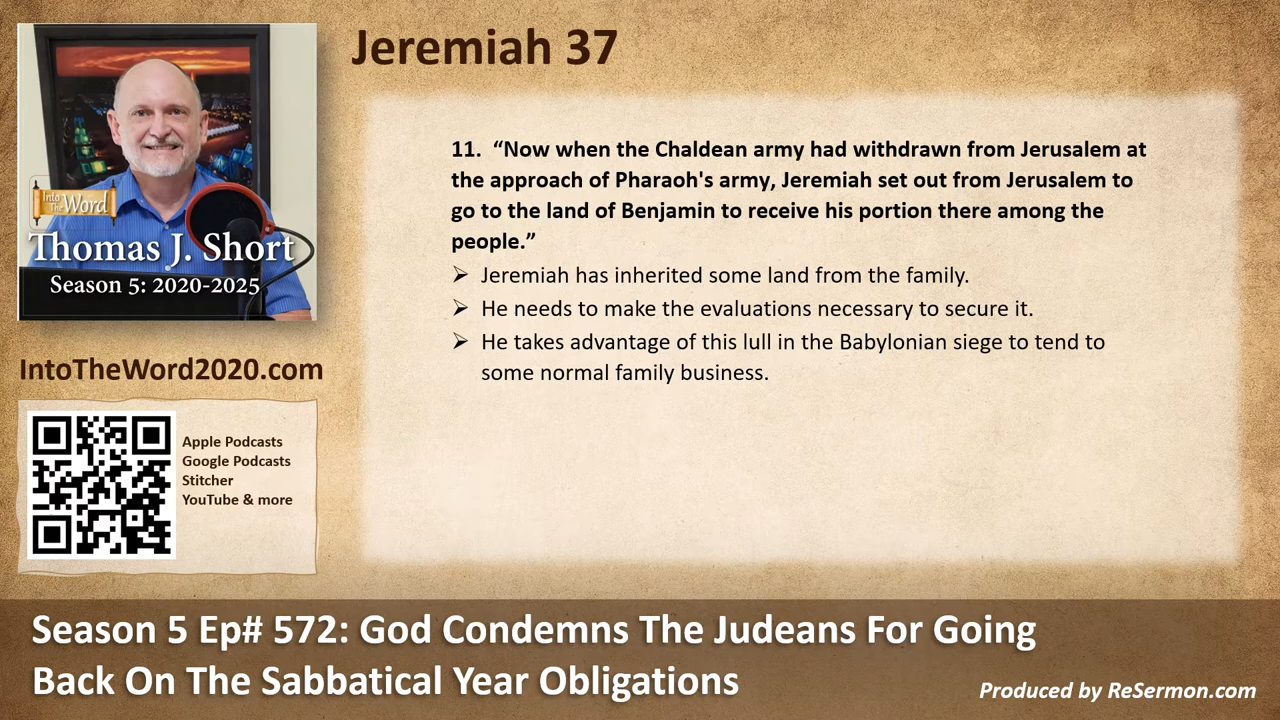 Into
The Word
Thomas J. Short
Season 5: 2020-2025
IntoTheWord2020.com
Apple Podcasts
Google Podcasts
Stitcher
YouTube & more
Jeremiah 37
11. “Now when the Chaldean army had withdrawn from Jerusalem at
the approach of Pharaoh's army, Jeremiah set out from Jerusalem to
go to the land of Benjamin to receive his portion there among the
people.”
➢ Jeremiah has inherited some land from the family.
➢ He needs to make the evaluations necessary to secure it.
➢ He takes advantage of this lull in the Babylonian siege to tend to
some normal family business.
Season 5 Ep# 572: God Condemns The Judeans For Going
Back On The Sabbatical Year Obligations
Produced by ReSermon.com